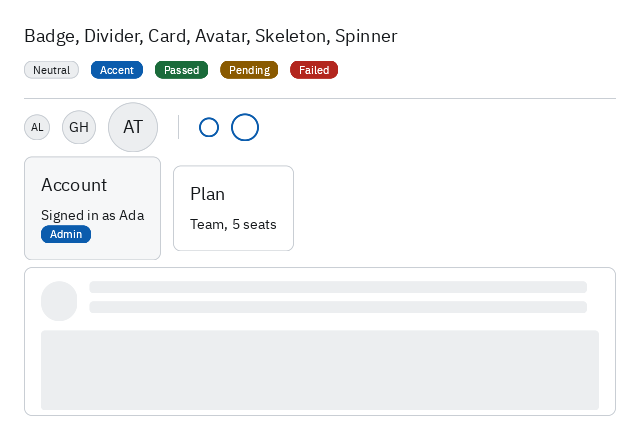 Badge, Divider, Card, Avatar, Skeleton, Spinner
Neutral Accent Passed Pending Failed
AL GH AT
Account
Signed in as Ada
Admin
Plan
Team, 5 seats